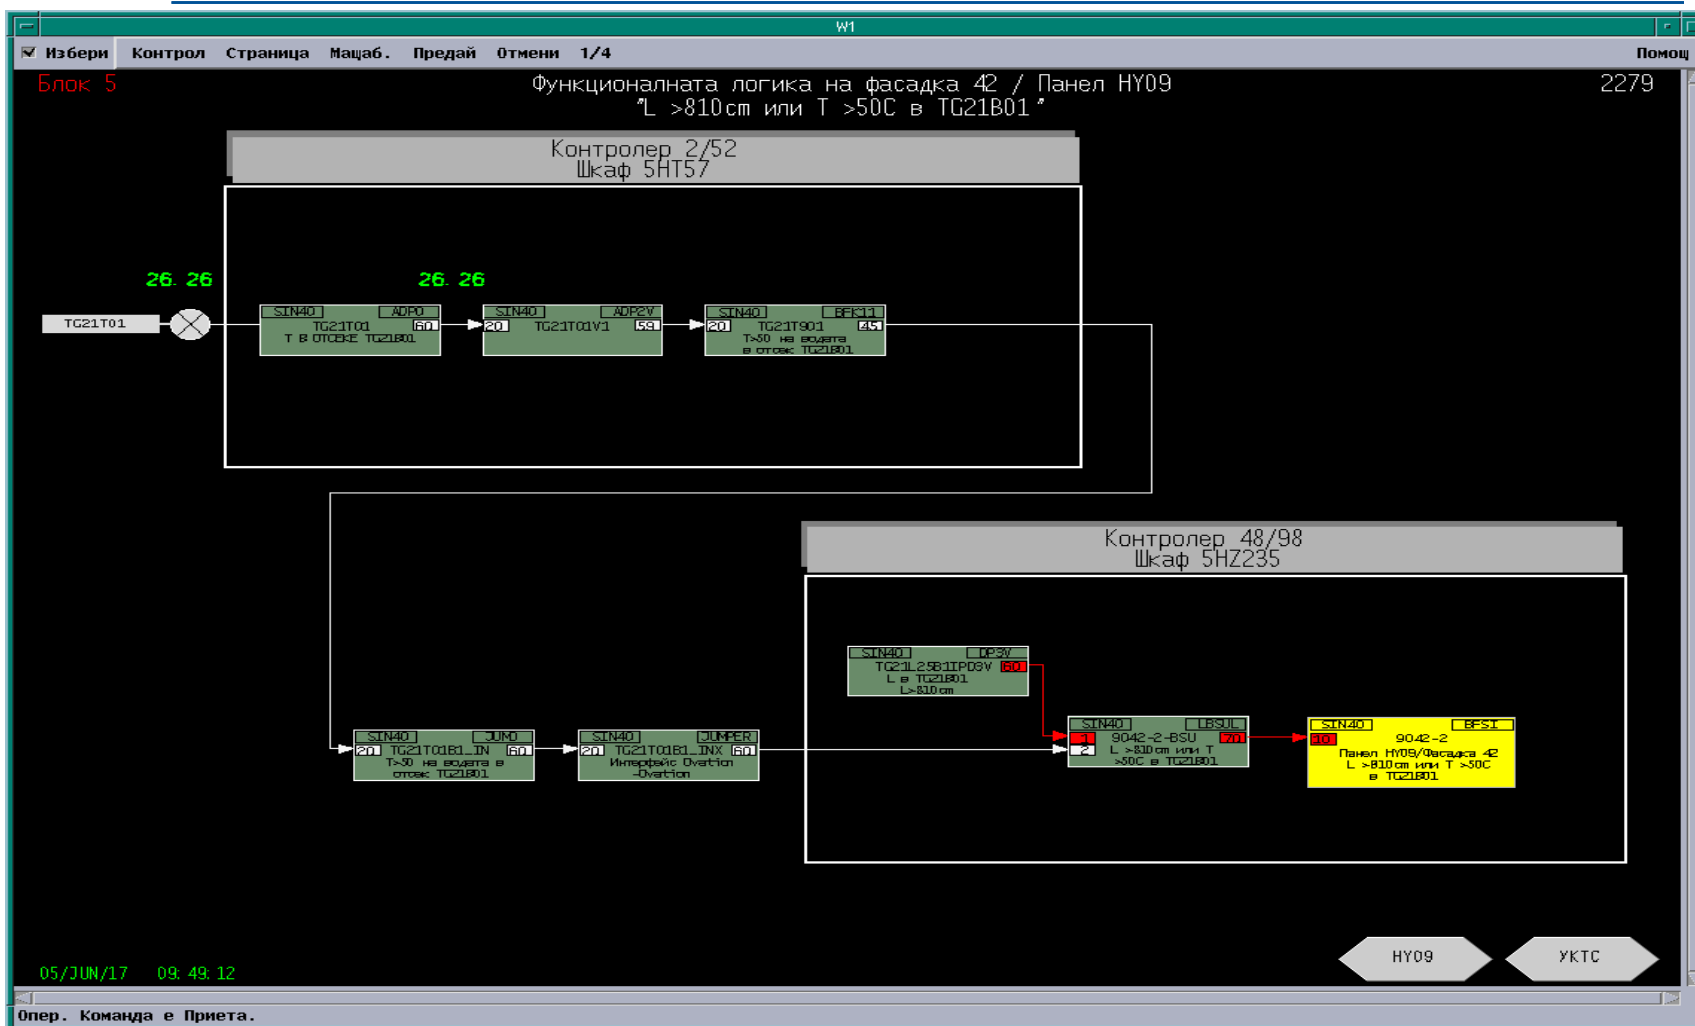 W1
Избери Контрол Страница Мащаб. Предай Отмени 1/4 Помощ
Блок 5
Функционалната логика на фасадка 42 / Панел HY09
2279
"L >810cm или T >50C в TG21B01"
Контролер 2/52
Шкаф 5HT57
26.26
26.26
TG21T01
SIN40 ADPO
TG21T01 60
Т В ОТСЕКЕ TG21B01
SIN40 ADP2V
20 TG21T01V1 59
SIN40 BFK11
20 TG21T901 45
T>50 на водата
в отсек TG21B01
Контролер 48/98
Шкаф 5HZ235
SIN40 DP3V
TG21L25B1IPD3V 60
L в TG21B01
L>810cm
SIN40 JUMO
20 TG21T01B1_IN 60
T>50 на водата в
отсек TG21B01
SIN40 JUMPER
20 TG21T01B1_INX 60
Интерфейс Ovation
-Ovation
SIN40 LBSUL
1 9042-2-BSU 70
2 L >810cm или T
>50C в TG21B01
SIN40 BFSI
10 9042-2
Панел HY09/Фасадка 42
L >810cm или T >50C
в TG21B01
HY09
УКТС
05/JUN/17 09:49:12
Опер. Команда е Приета.